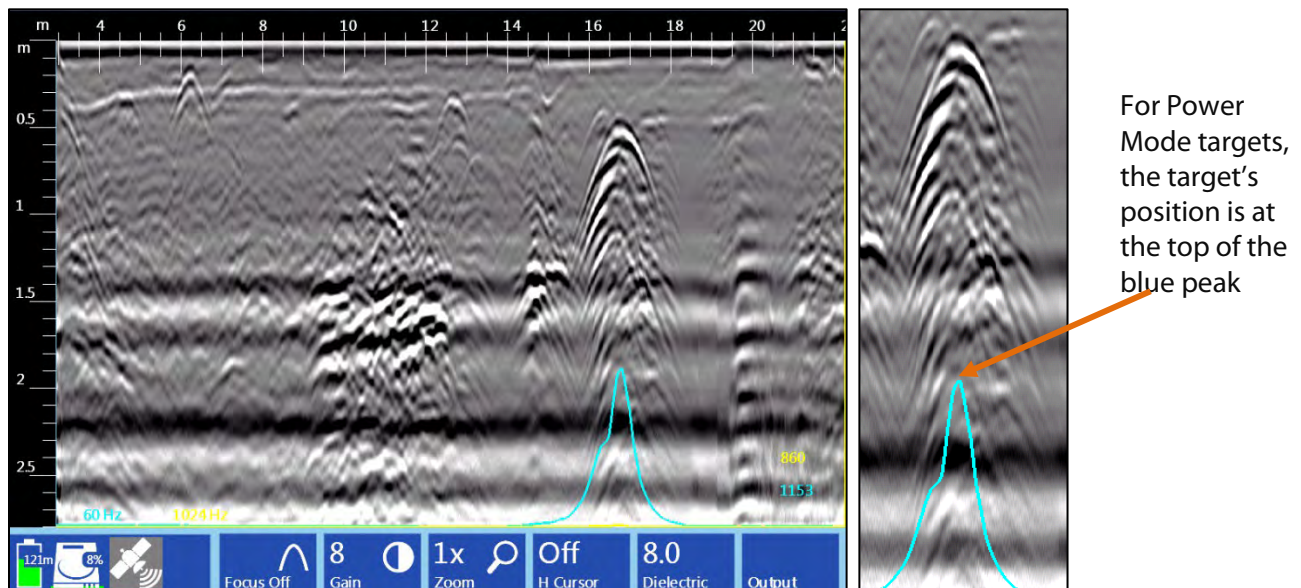 m 4 6 8 10 12 14 16 18 20
m
0.5
1
1.5
2
2.5
860
1153
60 Hz 1024 Hz
121m 8% 8 1x Off 8.0
Focus Off Gain Zoom H Cursor Dielectric Output
For Power
Mode targets,
the target’s
position is at
the top of the
blue peak